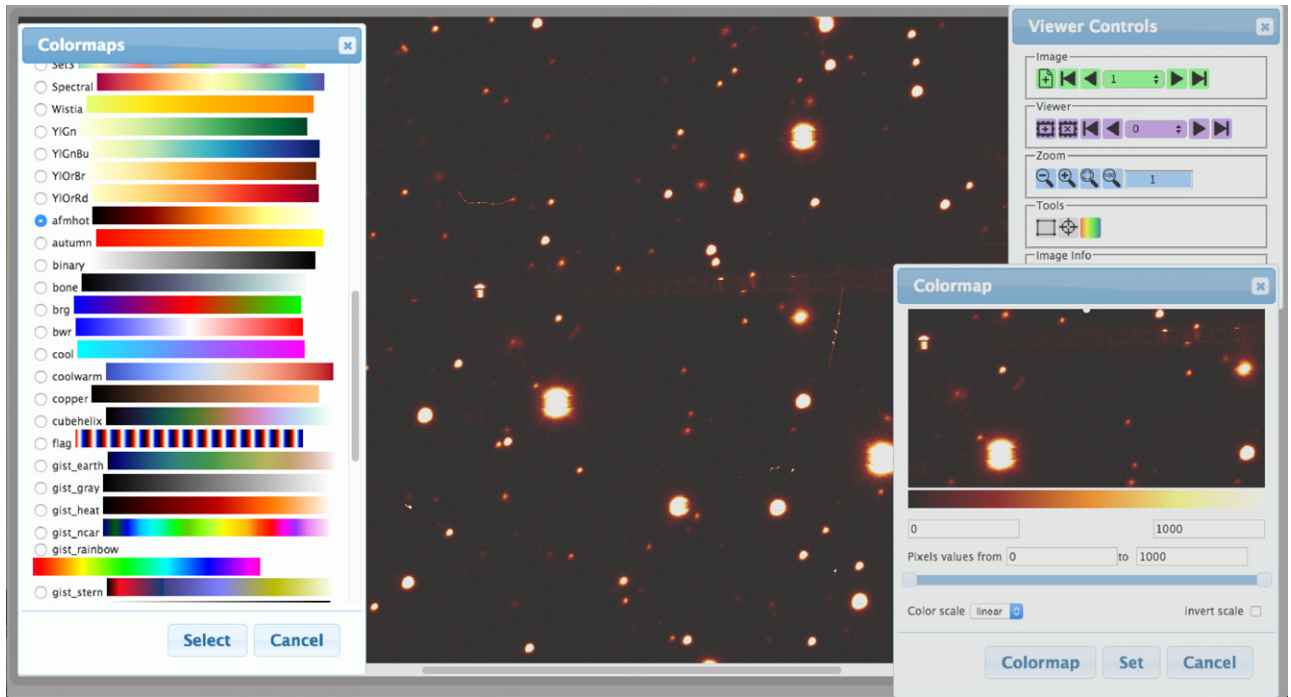 Colormaps
Set3
Spectral
Wistia
YlGn
YlGnBu
YlOrBr
YlOrRd
afmhot
autumn
binary
bone
brg
bwr
cool
coolwarm
copper
cubehelix
flag
gist_earth
gist_gray
gist_heat
gist_ncar
gist_rainbow
gist_stern
Select Cancel
Viewer Controls
Image
1
Viewer
0
Zoom
100
1
Tools
Image Info
Colormap
0 1000
Pixels values from 0 to 1000
Color scale linear invert scale
Colormap Set Cancel